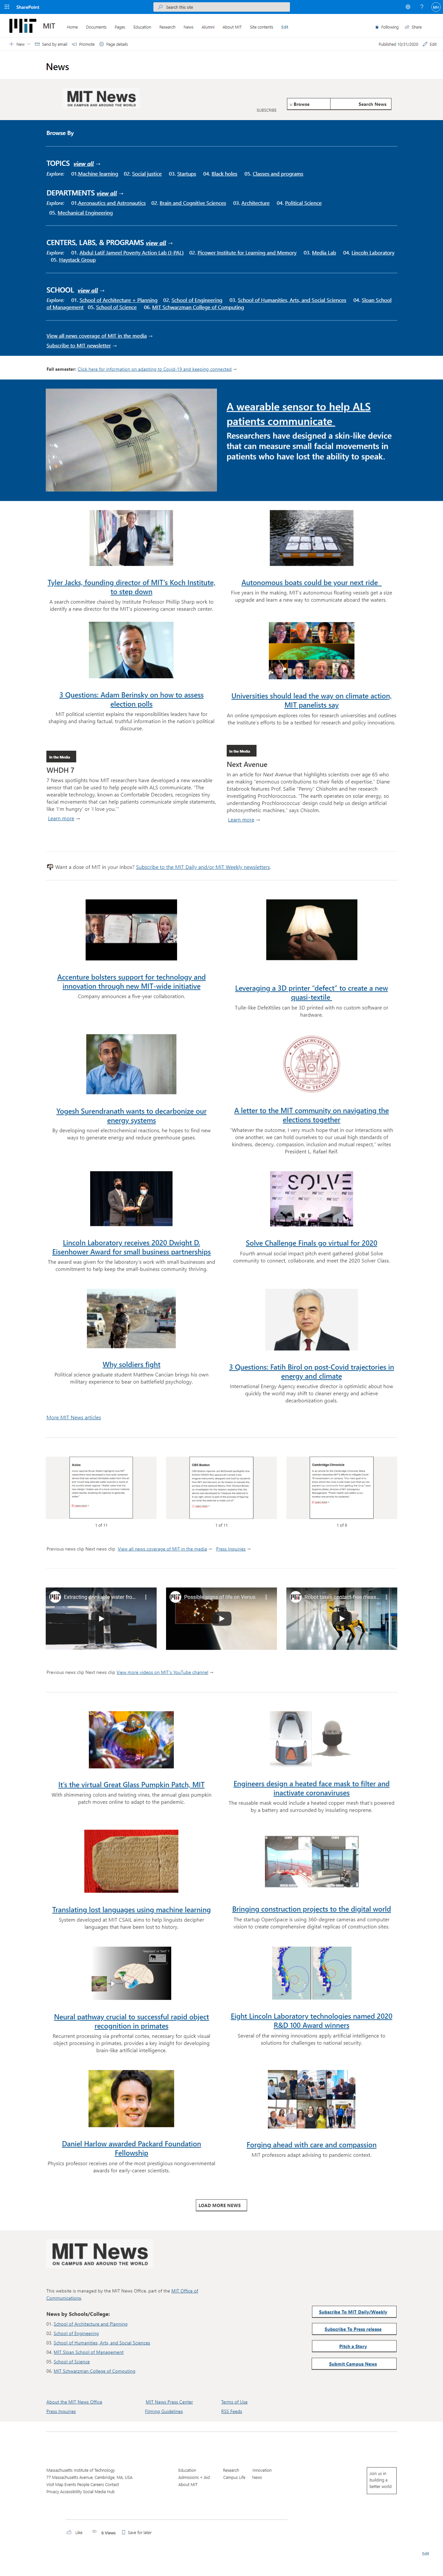 SharePoint
Search this site
MIT
Home Documents Pages Education Research News Alumni About MIT Site contents Edit
Following Share
New Send by email Promote Page details
Published 10/31/2020 Edit
News
MIT News
ON CAMPUS AND AROUND THE WORLD
SUBSCRIBE
Browse
Search News
Browse By
TOPICS view all →
Explore: 01.Machine learning 02. Social justice 03. Startups 04. Black holes 05. Classes and programs
DEPARTMENTS view all →
Explore: 01.Aeronautics and Astronautics 02. Brain and Cognitive Sciences 03. Architecture 04. Political Science
05. Mechanical Engineering
CENTERS, LABS, & PROGRAMS view all →
Explore: 01. Abdul Latif Jameel Poverty Action Lab (J-PAL) 02. Picower Institute for Learning and Memory 03. Media Lab 04. Lincoln Laboratory
05. Haystack Group
SCHOOL view all →
Explore: 01. School of Architecture + Planning 02. School of Engineering 03. School of Humanities, Arts, and Social Sciences 04. Sloan School
of Management 05. School of Science 06. MIT Schwarzman College of Computing
View all news coverage of MIT in the media →
Subscribe to MIT newsletter →
Fall semester: Click here for information on adapting to Covid-19 and keeping connected →
A wearable sensor to help ALS
patients communicate
Researchers have designed a skin-like device
that can measure small facial movements in
patients who have lost the ability to speak.
Tyler Jacks, founding director of MIT's Koch Institute,
to step down
A search committee chaired by Institute Professor Phillip Sharp work to
identify a new director for the MIT's pioneering cancer research center.
Autonomous boats could be your next ride
Five years in the making, MIT's autonomous floating vessels get a size
upgrade and learn a new way to communicate aboard the waters.
3 Questions: Adam Berinsky on how to assess
election polls
MIT political scientist explains the responsibilities leaders have for
shaping and sharing factual, truthful information in the nation's political
discourse.
Universities should lead the way on climate action,
MIT panelists say
An online symposium explores roles for research universities and outlines
the Institute's efforts to be a testbed for research and policy innovations.
In the Media
WHDH 7
7 News spotlights how MIT researchers have developed a new wearable
sensor that can be used to help people with ALS communicate. "The
wearable technology, known as Comfortable Decoders, recognizes tiny
facial movements that can help patients communicate simple statements,
like 'I'm hungry' or 'I love you.'"
Learn more →
In the Media
Next Avenue
In an article for Next Avenue that highlights scientists over age 65 who
are making "enormous contributions to their fields of expertise," Diane
Estabrook features Prof. Sallie "Penny" Chisholm and her research
investigating Prochlorococcus. "The earth operates on solar energy, so
understanding Prochlorococcus' design could help us design artificial
photosynthetic machines," says Chisholm.
Learn more →
Want a dose of MIT in your inbox? Subscribe to the MIT Daily and/or MIT Weekly newsletters.
Accenture bolsters support for technology and
innovation through new MIT-wide initiative
Company announces a five-year collaboration.
Leveraging a 3D printer "defect" to create a new
quasi-textile
Tulle-like DefeXtiles can be 3D printed with no custom software or
hardware.
MASSACHUSETTS INSTITUTE OF TECHNOLOGY
Yogesh Surendranath wants to decarbonize our
energy systems
By developing novel electrochemical reactions, he hopes to find new
ways to generate energy and reduce greenhouse gases.
A letter to the MIT community on navigating the
elections together
"Whatever the outcome, I very much hope that in our interactions with
one another, we can hold ourselves to our usual high standards of
kindness, decency, compassion, inclusion and mutual respect," writes
President L. Rafael Reif.
SOLVE
Lincoln Laboratory receives 2020 Dwight D.
Eisenhower Award for small business partnerships
The award was given for the laboratory's work with small businesses and
commitment to help keep the small-business community thriving.
Solve Challenge Finals go virtual for 2020
Fourth annual social impact pitch event gathered global Solve
community to connect, collaborate, and meet the 2020 Solver Class.
Why soldiers fight
Political science graduate student Matthew Cancian brings his own
military experience to bear on battlefield psychology.
3 Questions: Fatih Birol on post-Covid trajectories in
energy and climate
International Energy Agency executive director is optimistic about how
quickly the world may shift to cleaner energy and achieve
decarbonization goals.
More MIT News articles
CBS Boston
Cambridge Chronicle
1 of 11
1 of 11
1 of 9
Previous news clip Next news clip: View all news coverage of MIT in the media → Press Inquiries →
Extracting drinkable water fro...
Possible signs of life on Venus
Robot takes contact-free meas...
Previous news clip Next news clip View more videos on MIT's YouTube channel →
It's the virtual Great Glass Pumpkin Patch, MIT
With shimmering colors and twisting vines, the annual glass pumpkin
patch moves online to adapt to the pandemic.
Engineers design a heated face mask to filter and
inactivate coronaviruses
The reusable mask would include a heated copper mesh that's powered
by a battery and surrounded by insulating neoprene.
Translating lost languages using machine learning
System developed at MIT CSAIL aims to help linguists decipher
languages that have been lost to history.
Bringing construction projects to the digital world
The startup OpenSpace is using 360-degree cameras and computer
vision to create comprehensive digital replicas of construction sites.
Neural pathway crucial to successful rapid object
recognition in primates
Recurrent processing via prefrontal cortex, necessary for quick visual
object processing in primates, provides a key insight for developing
brain-like artificial intelligence.
Eight Lincoln Laboratory technologies named 2020
R&D 100 Award winners
Several of the winning innovations apply artificial intelligence to
solutions for challenges to national security.
Daniel Harlow awarded Packard Foundation
Fellowship
Physics professor receives one of the most prestigious nongovernmental
awards for early-career scientists.
Forging ahead with care and compassion
MIT professors adapt advising to pandemic context.
LOAD MORE NEWS
MIT News
ON CAMPUS AND AROUND THE WORLD
This website is managed by the MIT News Office, part of the MIT Office of
Communications.
News by Schools/College:
01. School of Architecture and Planning
02. School of Engineering
03. School of Humanities, Arts, and Social Sciences
04. MIT Sloan School of Management
05. School of Science
06. MIT Schwarzman College of Computing
Subscribe To MIT Daily/Weekly
Subscribe To Press release
Pitch a Story
Submit Campus News
About the MIT News Office MIT News Press Center Terms of Use
Press Inquiries Filming Guidelines RSS Feeds
Massachusetts Institute of Technology
77 Massachusetts Avenue, Cambridge, MA, USA
Visit Map Events People Careers Contact
Privacy Accessibility Social Media Hub
Education Research Innovation
Admissions + Aid Campus Life News
About MIT
Join us in
building a
better world
Like 6 Views Save for later
Edit